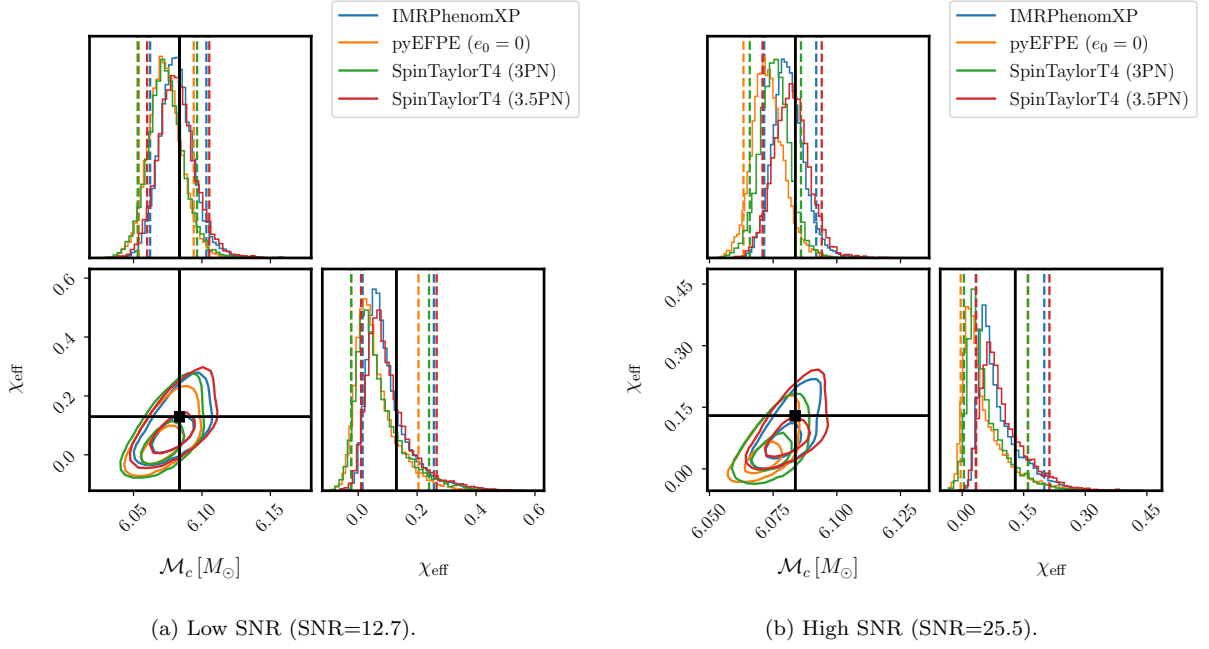 IMRPhenomXP
pyEFPE (e₀ = 0)
SpinTaylorT4 (3PN)
SpinTaylorT4 (3.5PN)
χeff
0.6
0.4
0.2
0.0
6.05
6.10
6.15
ℳc [M⊙]
0.0
0.2
0.4
0.6
χeff
(a) Low SNR (SNR=12.7).
IMRPhenomXP
pyEFPE (e₀ = 0)
SpinTaylorT4 (3PN)
SpinTaylorT4 (3.5PN)
χeff
0.45
0.30
0.15
0.00
6.050
6.075
6.100
6.125
ℳc [M⊙]
0.00
0.15
0.30
0.45
χeff
(b) High SNR (SNR=25.5).